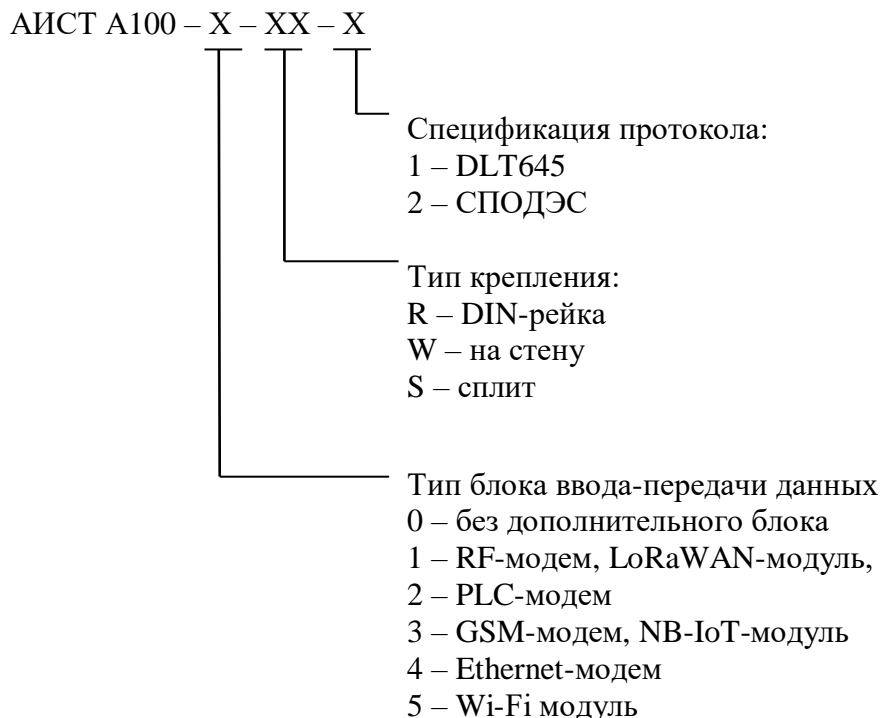 АИСТ А100 – X – XX – X
Спецификация протокола:
1 – DLT645
2 – СПОДЭС
Тип крепления:
R – DIN-рейка
W – на стену
S – сплит
Тип блока ввода-передачи данных
0 – без дополнительного блока
1 – RF-модем, LoRaWAN-модуль,
2 – PLC-модем
3 – GSM-модем, NB-IoT-модуль
4 – Ethernet-модем
5 – Wi-Fi модуль